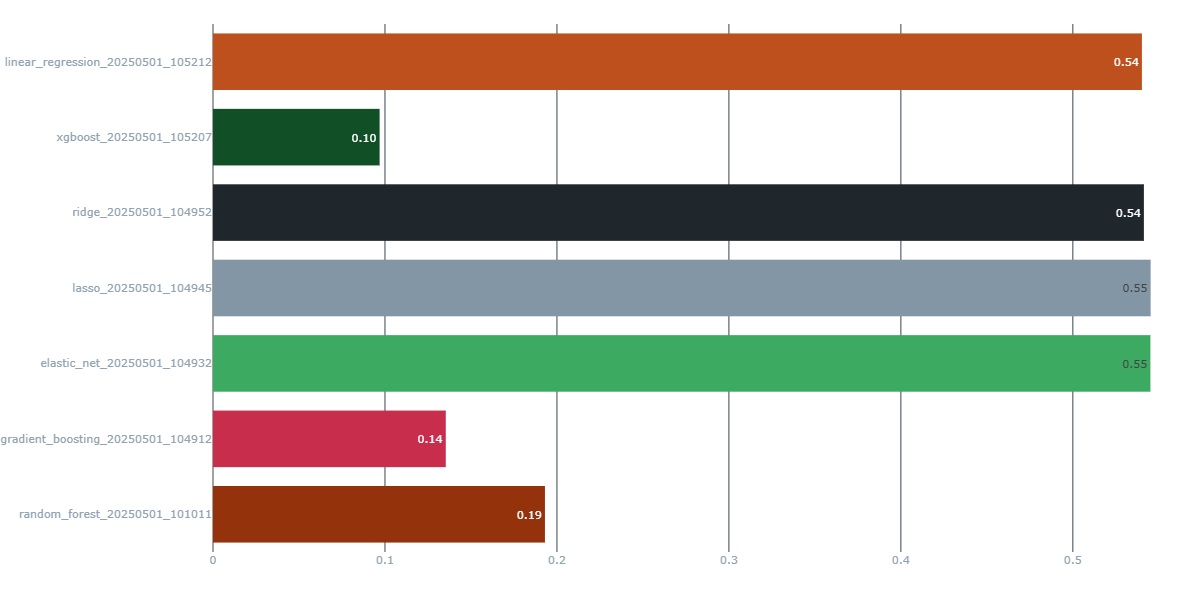 linear_regression_20250501_105212 0.54
xgboost_20250501_105207 0.10
ridge_20250501_104952 0.54
lasso_20250501_104945 0.55
elastic_net_20250501_104932 0.55
gradient_boosting_20250501_104912 0.14
random_forest_20250501_101011 0.19
0 0.1 0.2 0.3 0.4 0.5